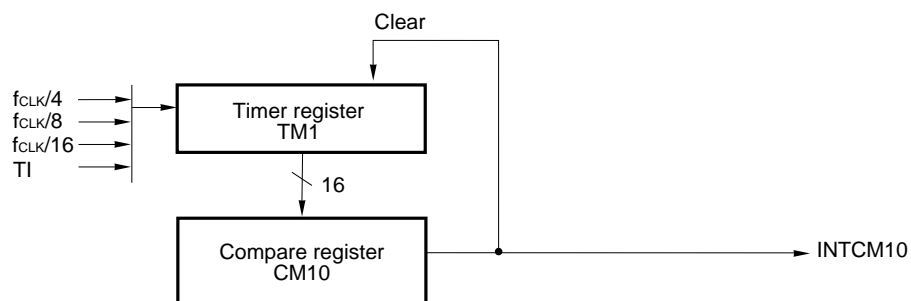 Clear
fCLK/4
fCLK/8
fCLK/16
TI
Timer register
TM1
16
Compare register
CM10
INTCM10